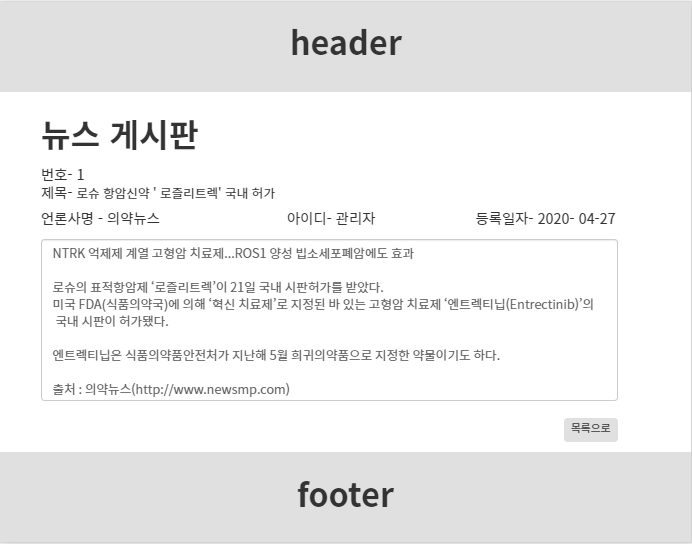 header
뉴스 게시판
번호- 1
제목- 로슈 항암신약 ' 로즐리트렉' 국내 허가
언론사명 - 의약뉴스 아이디- 관리자 등록일자- 2020- 04-27
NTRK 억제제 계열 고형암 치료제...ROS1 양성 빕소세포폐암에도 효과
로슈의 표적항암제 ‘로즐리트렉’이 21일 국내 시판허가를 받았다.
미국 FDA(식품의약국)에 의해 ‘혁신 치료제’로 지정된 바 있는 고형암 치료제 ‘엔트렉티닙(Entrectinib)’의
국내 시판이 허가됐다.
엔트렉티닙은 식품의약품안전처가 지난해 5월 희귀의약품으로 지정한 약물이기도 하다.
출처 : 의약뉴스(http://www.newsmp.com)
목록으로
footer